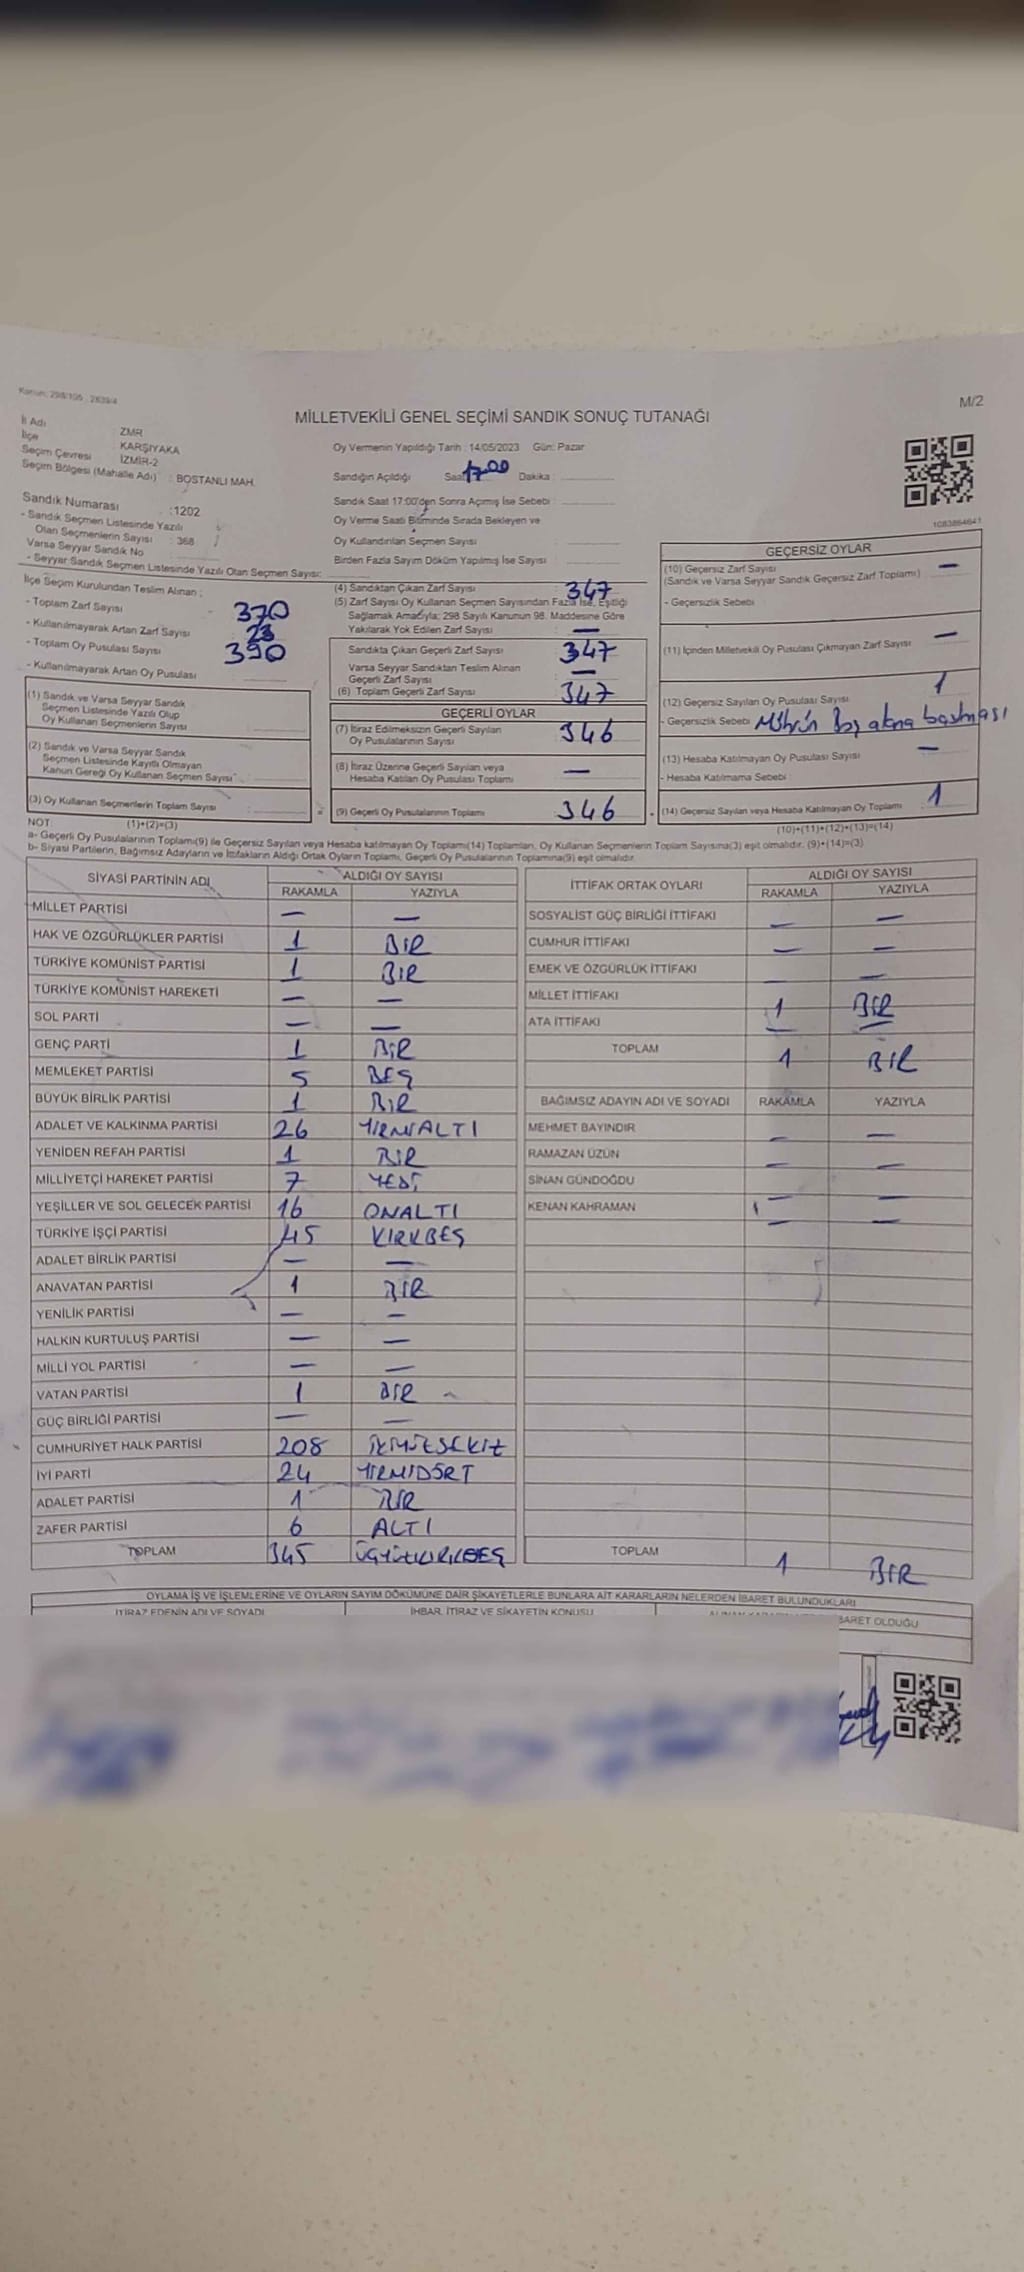 Kanun: 298/105 , 2839/4
M/2
MİLLETVEKİLİ GENEL SEÇİMİ SANDIK SONUÇ TUTANAĞI
İl Adı : ZMR
İlçe : KARŞIYAKA
Seçim Çevresi : İZMİR-2
Seçim Bölgesi (Mahalle Adı) : BOSTANLI MAH.
Sandık Numarası :1202
- Sandık Seçmen Listesinde Yazılı
Olan Seçmenlerin Sayısı : 368
Varsa Seyyar Sandık No
- Seyyar Sandık Seçmen Listesinde Yazılı Olan Seçmen Sayısı:
Oy Vermenin Yapıldığı Tarih : 14/05/2023 Gün: Pazar
Sandığın Açıldığı Saat 17:00 Dakika :
Sandık Saat 17:00'den Sonra Açımış İse Sebebi :
Oy Verme Saati Bitiminde Sırada Bekleyen ve
Oy Kullandırılan Seçmen Sayısı :
Birden Fazla Sayım Döküm Yapılmış İse Sayısı :
1083864641
İlçe Seçim Kurulundan Teslim Alınan ;
- Toplam Zarf Sayısı 370
- Kullanılmayarak Artan Zarf Sayısı 23
- Toplam Oy Pusulası Sayısı 390
- Kullanılmayarak Artan Oy Pusulası :
(1) Sandık ve Varsa Seyyar Sandık
Seçmen Listesinde Yazılı Olup
Oy Kullanan Seçmenlerin Sayısı
(2) Sandık ve Varsa Seyyar Sandık
Seçmen Listesinde Kayıtlı Olmayan
Kanun Gereği Oy Kullanan Seçmen Sayısı
(3) Oy Kullanan Seçmenlerin Toplam Sayısı
(1)+(2)=(3)
(4) Sandıktan Çıkan Zarf Sayısı : 347
(5) Zarf Sayısı Oy Kullanan Seçmen Sayısından Fazla İse, Eşitliği
Sağlamak Amacıyla; 298 Sayılı Kanunun 98. Maddesine Göre
Yakılarak Yok Edilen Zarf Sayısı : —
Sandıkta Çıkan Geçerli Zarf Sayısı : 347
Varsa Seyyar Sandıktan Teslim Alınan
Geçerli Zarf Sayısı : —
(6) Toplam Geçerli Zarf Sayısı : 347
GEÇERLİ OYLAR
(7) İtiraz Edilmeksizin Geçerli Sayılan
Oy Pusulalarının Sayısı : 346
(8) İtiraz Üzerine Geçerli Sayılan veya
Hesaba Katılan Oy Pusulası Toplamı : —
(9) Geçerli Oy Pusulalarının Toplamı : 346
GEÇERSİZ OYLAR
(10) Geçersiz Zarf Sayısı —
(Sandık ve Varsa Seyyar Sandık Geçersiz Zarf Toplamı)
- Geçersizlik Sebebi
(11) İçinden Milletvekili Oy Pusulası Çıkmayan Zarf Sayısı —
(12) Geçersiz Sayılan Oy Pusulası Sayısı 1
- Geçersizlik Sebebi Mührün Boş alana basılması
(13) Hesaba Katılmayan Oy Pusulası Sayısı : —
- Hesaba Katılmama Sebebi :
(14) Geçersiz Sayılan veya Hesaba Katılmayan Oy Toplamı 1
(10)+(11)+(12)+(13)=(14)
NOT:
a- Geçerli Oy Pusulalarının Toplamı(9) ile Geçersiz Sayılan veya Hesaba katılmayan Oy Toplamı(14) Toplamları, Oy Kullanan Seçmenlerin Toplam Sayısına(3) eşit olmalıdır. (9)+(14)=(3)
b- Siyasi Partilerin, Bağımsız Adayların ve İttifakların Aldığı Ortak Oyların Toplamı, Geçerli Oy Pusulalarının Toplamına(9) eşit olmalıdır.
SİYASİ PARTİNİN ADI ALDIĞI OY SAYISI
RAKAMLA YAZIYLA
MİLLET PARTİSİ — —
HAK VE ÖZGÜRLÜKLER PARTİSİ 1 BİR
TÜRKİYE KOMÜNİST PARTİSİ 1 BİR
TÜRKİYE KOMÜNİST HAREKETİ — —
SOL PARTİ — —
GENÇ PARTİ 1 BİR
MEMLEKET PARTİSİ 5 BEŞ
BÜYÜK BİRLİK PARTİSİ 1 BİR
ADALET VE KALKINMA PARTİSİ 26 YİRMİALTI
YENİDEN REFAH PARTİSİ 1 BİR
MİLLİYETÇİ HAREKET PARTİSİ 7 YEDİ
YEŞİLLER VE SOL GELECEK PARTİSİ 16 ONALTI
TÜRKİYE İŞÇİ PARTİSİ 45 KIRKBEŞ
ADALET BİRLİK PARTİSİ — —
ANAVATAN PARTİSİ 1 BİR
YENİLİK PARTİSİ — —
HALKIN KURTULUŞ PARTİSİ — —
MİLLİ YOL PARTİSİ — —
VATAN PARTİSİ 1 BİR
GÜÇ BİRLİĞİ PARTİSİ — —
CUMHURİYET HALK PARTİSİ 208 İKİYÜZSEKİZ
İYİ PARTİ 24 YİRMİDÖRT
ADALET PARTİSİ 1 BİR
ZAFER PARTİSİ 6 ALTI
TOPLAM 345 ÜÇYÜZKIRKBEŞ
İTTİFAK ORTAK OYLARI ALDIĞI OY SAYISI
RAKAMLA YAZIYLA
SOSYALİST GÜÇ BİRLİĞİ İTTİFAKI — —
CUMHUR İTTİFAKI — —
EMEK VE ÖZGÜRLÜK İTTİFAKI — —
MİLLET İTTİFAKI 1 BİR
ATA İTTİFAKI — —
TOPLAM 1 BİR
BAĞIMSIZ ADAYIN ADI VE SOYADI RAKAMLA YAZIYLA
MEHMET BAYINDIR — —
RAMAZAN ÜZÜN — —
SİNAN GÜNDOĞDU — —
KENAN KAHRAMAN — —
TOPLAM 1 BİR
OYLAMA İŞ VE İŞLEMLERİNE VE OYLARIN SAYIM DÖKÜMÜNE DAİR ŞİKAYETLERLE BUNLARA AİT KARARLARIN NELERDEN İBARET BULUNDUKLARI
İTİRAZ EDENİN ADI VE SOYADI İHBAR, İTİRAZ VE ŞİKAYETİN KONUSU BARET OLDUĞU